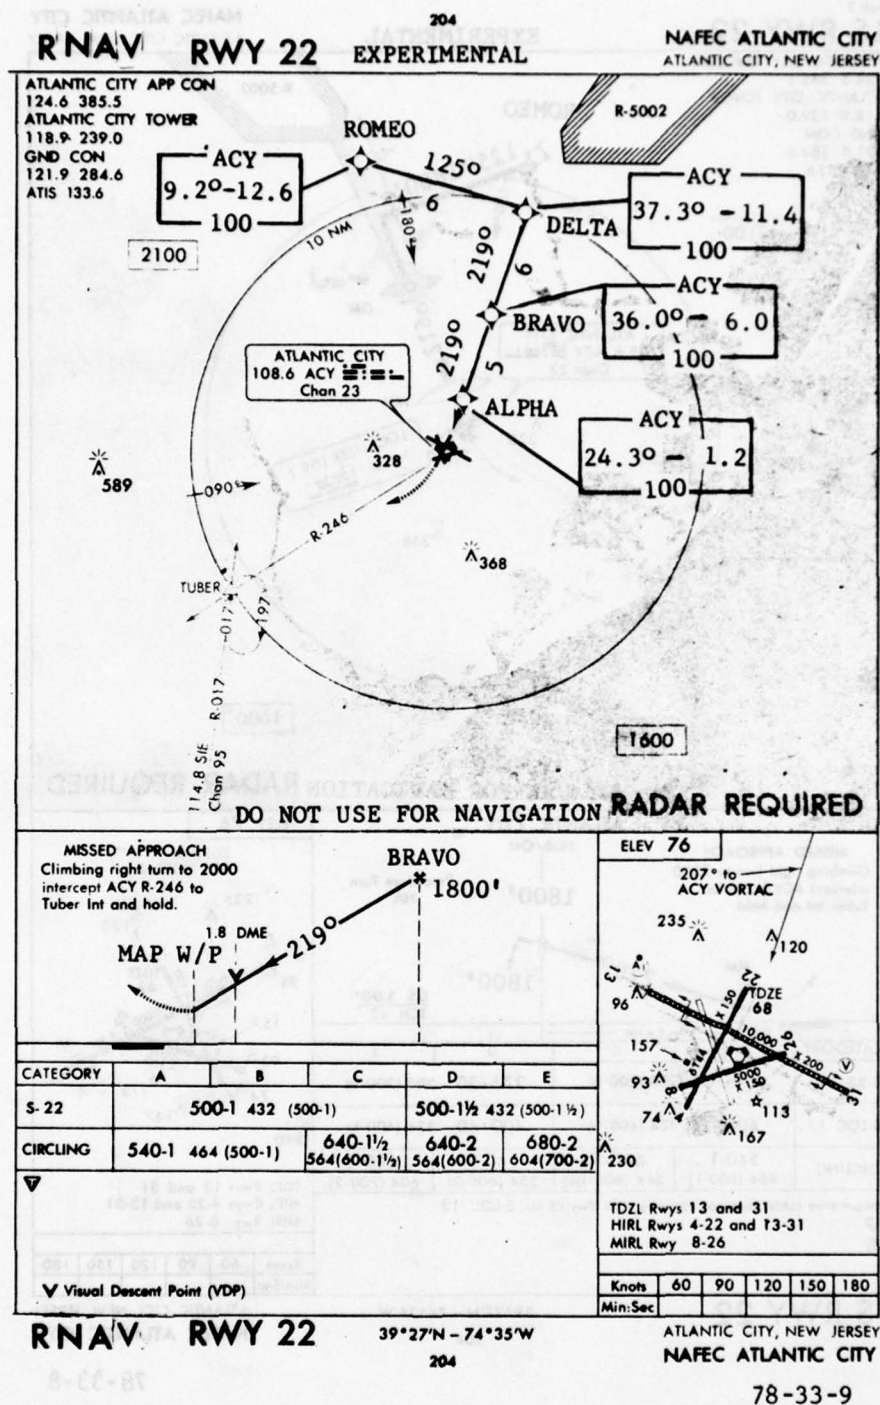 204
RNAV RWY 22 EXPERIMENTAL
NAFEC ATLANTIC CITY
ATLANTIC CITY, NEW JERSEY
ATLANTIC CITY APP CON
124.6 385.5
ATLANTIC CITY TOWER
118.9 239.0
GND CON
121.9 284.6
ATIS 133.6
R-5002
ROMEO
ACY
9.2°-12.6
100
125°
6
DELTA
ACY
37.3° - 11.4
100
2100
10 NM
180°
219°
6
BRAVO
ACY
36.0° - 6.0
100
ATLANTIC CITY
108.6 ACY
Chan 23
219°
5
ALPHA
ACY
24.3° - 1.2
100
589
328
090°
R-246
368
TUBER
017
197
R-017
114.8 SIE
Chan 95
1600
DO NOT USE FOR NAVIGATION RADAR REQUIRED
MISSED APPROACH
Climbing right turn to 2000
intercept ACY R-246 to
Tuber Int and hold.
BRAVO
1800'
1.8 DME
219°
MAP W/P
ELEV 76
207° to
ACY VORTAC
235
120
13
22
96
TDZE
68
X 150
10,000 X 200
26
157
6144
V
93
8
5000
X 150
31
113
74
4
167
230
CATEGORY A B C D E
S-22 500-1 432 (500-1) 500-1½ 432 (500-1½)
CIRCLING 540-1 464 (500-1) 640-1½ 564(600-1½) 640-2 564(600-2) 680-2 604(700-2)
T
TDZL Rwys 13 and 31
HIRL Rwys 4-22 and 13-31
MIRL Rwy 8-26
V Visual Descent Point (VDP)
Knots 60 90 120 150 180
Min:Sec
RNAV RWY 22
39°27'N - 74°35'W
204
ATLANTIC CITY, NEW JERSEY
NAFEC ATLANTIC CITY
78-33-9